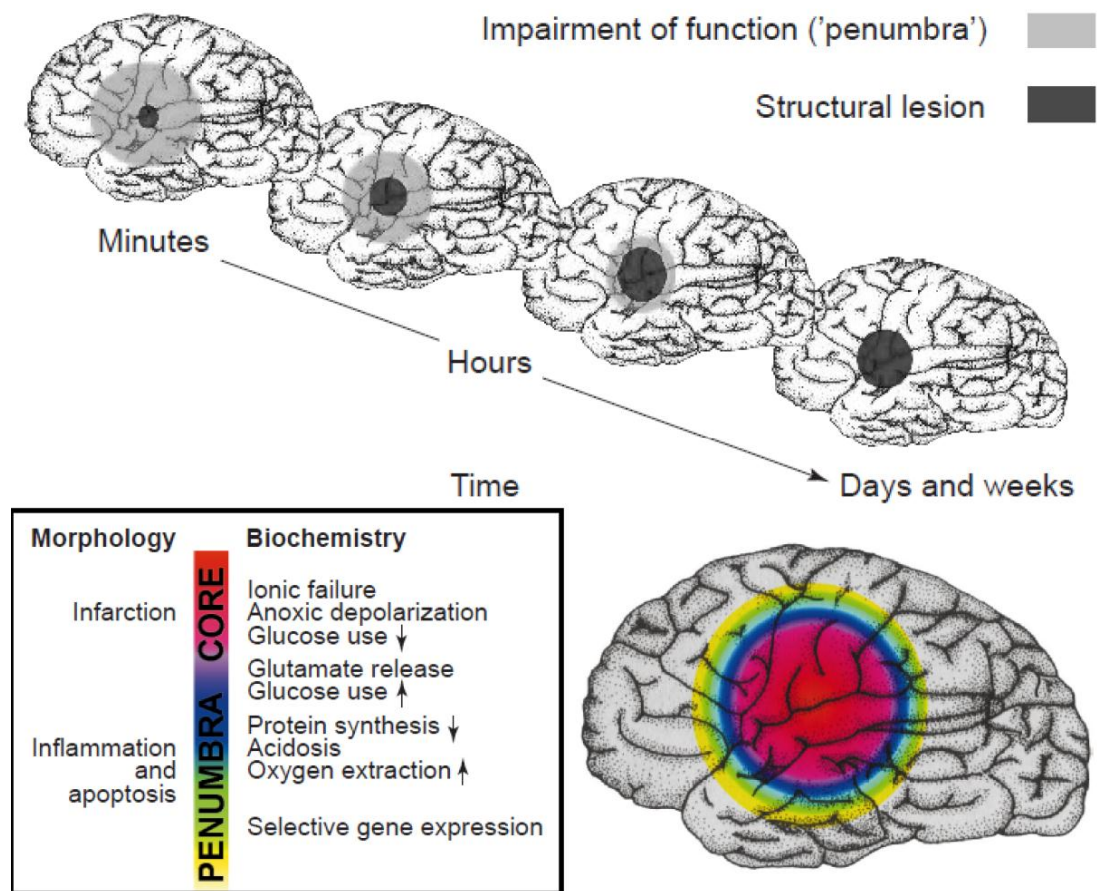 Impairment of function ('penumbra')
Structural lesion
Minutes
Hours
Time
Days and weeks
Morphology
Biochemistry
Infarction
Inflammation
and
apoptosis
CORE
PENUMBRA
Ionic failure
Anoxic depolarization
Glucose use ↓
Glutamate release
Glucose use ↑
Protein synthesis ↓
Acidosis
Oxygen extraction ↑
Selective gene expression